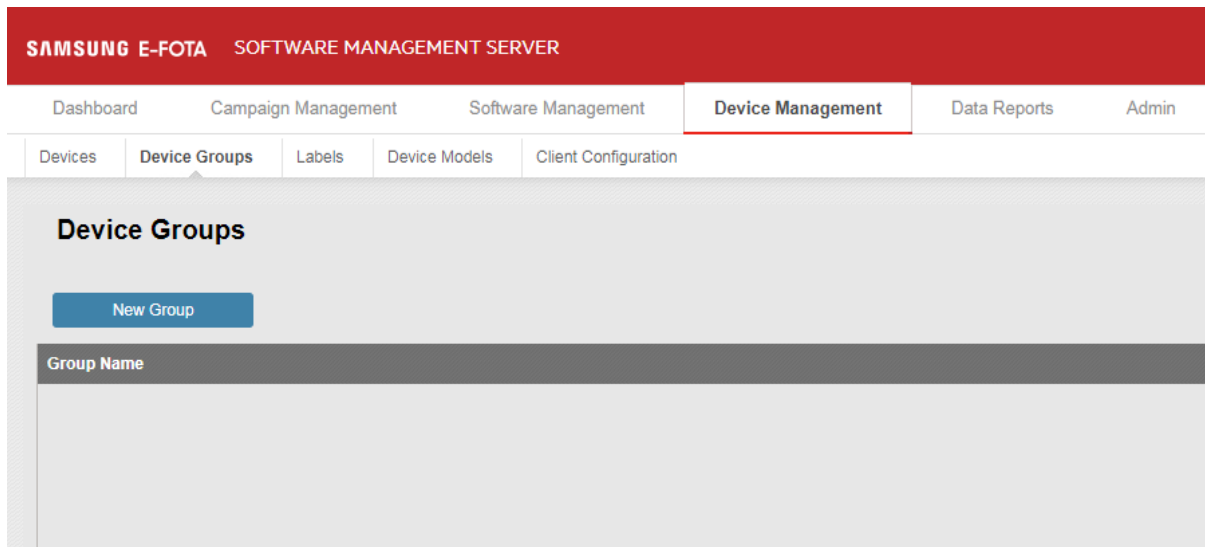 SAMSUNG E-FOTA SOFTWARE MANAGEMENT SERVER
Dashboard Campaign Management Software Management Device Management Data Reports Admin
Devices Device Groups Labels Device Models Client Configuration
Device Groups
New Group
Group Name